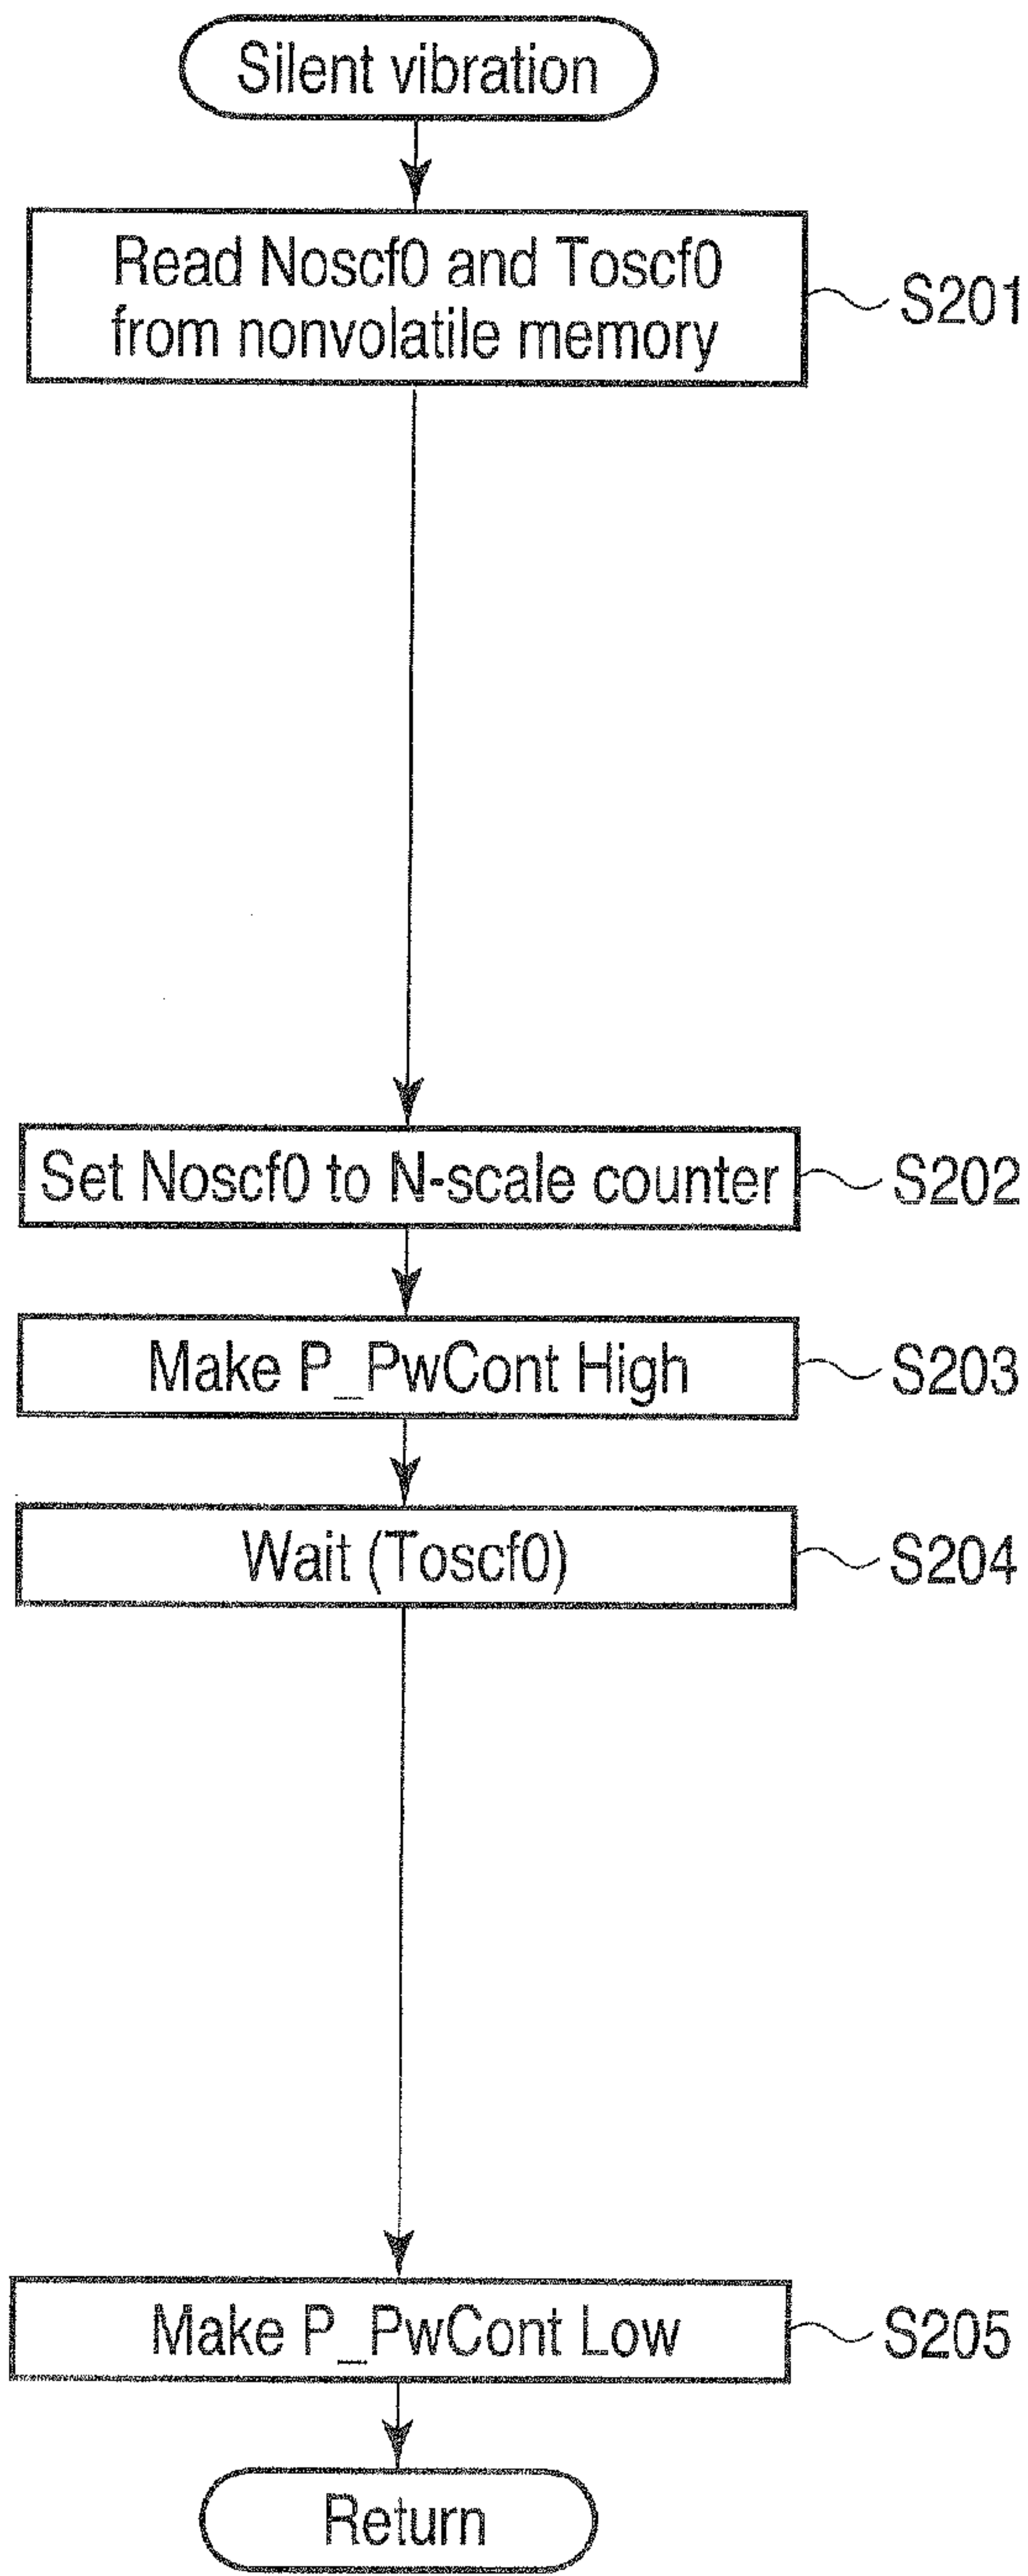 Silent vibration
Read Noscf0 and Toscf0
from nonvolatile memory
S201
Set Noscf0 to N-scale counter
S202
Make P_PwCont High
S203
Wait (Toscf0)
S204
Make P_PwCont Low
S205
Return